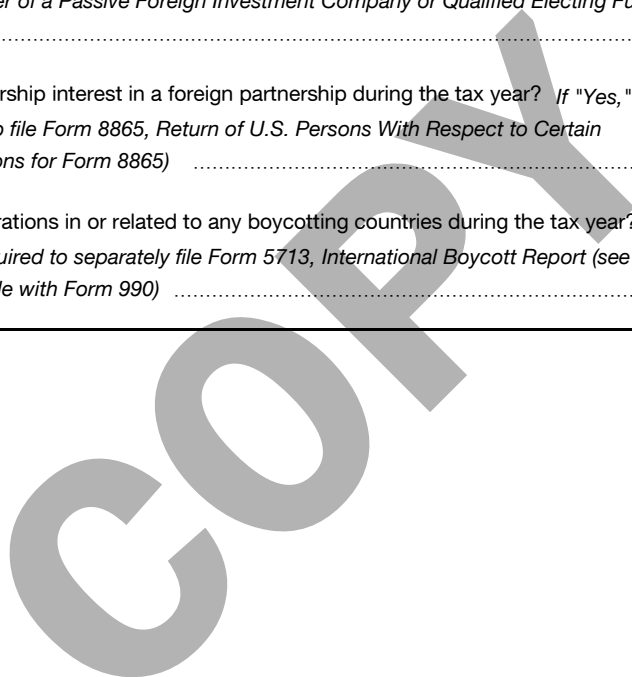 er of a Passive Foreign Investment Company or Qualified Electing Fu
rship interest in a foreign partnership during the tax year? If "Yes,"
o file Form 8865, Return of U.S. Persons With Respect to Certain
ons for Form 8865) ........................................................................
rations in or related to any boycotting countries during the tax year?
uired to separately file Form 5713, International Boycott Report (see
le with Form 990) ........................................................................
COPY